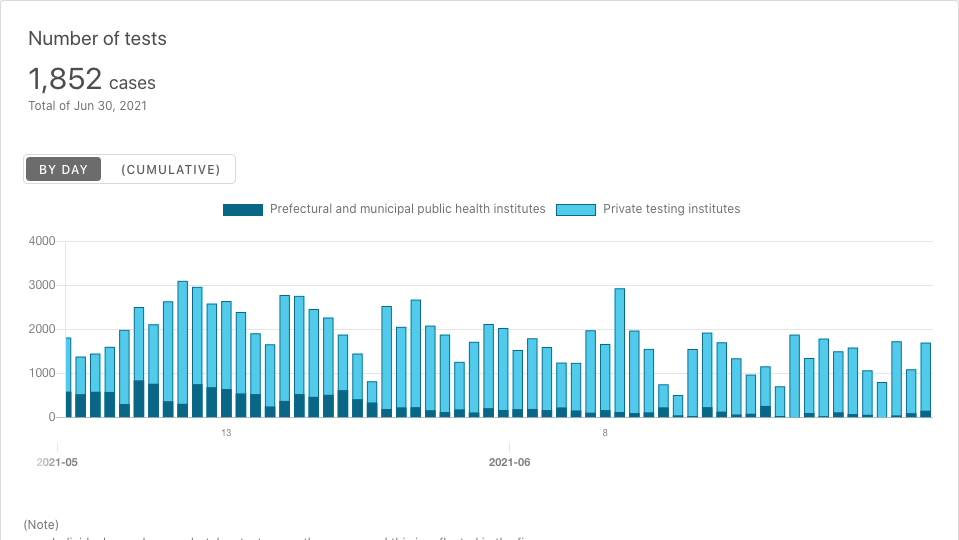 Number of tests
1,852 cases
Total of Jun 30, 2021
BY DAY (CUMULATIVE)
Prefectural and municipal public health institutes Private testing institutes
4000
3000
2000
1000
0
13 8
2021-05 2021-06
(Note)